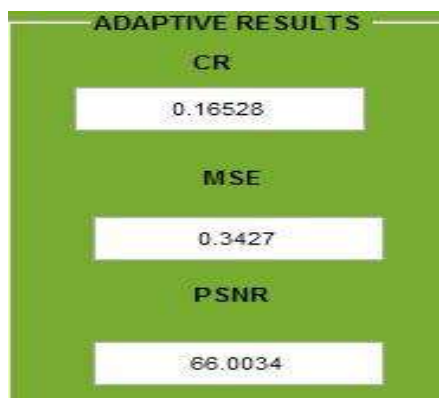 ADAPTIVE RESULTS
CR
0.16528
MSE
0.3427
PSNR
66.0034